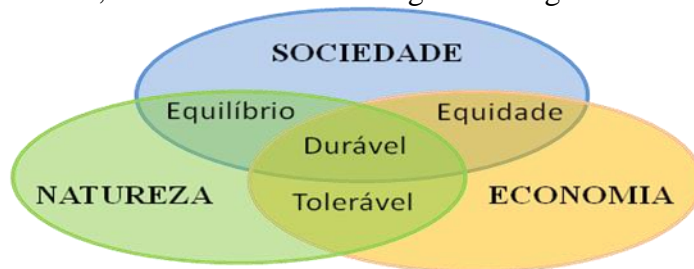 SOCIEDADE
Equilíbrio
Equidade
Durável
NATUREZA
Tolerável
ECONOMIA